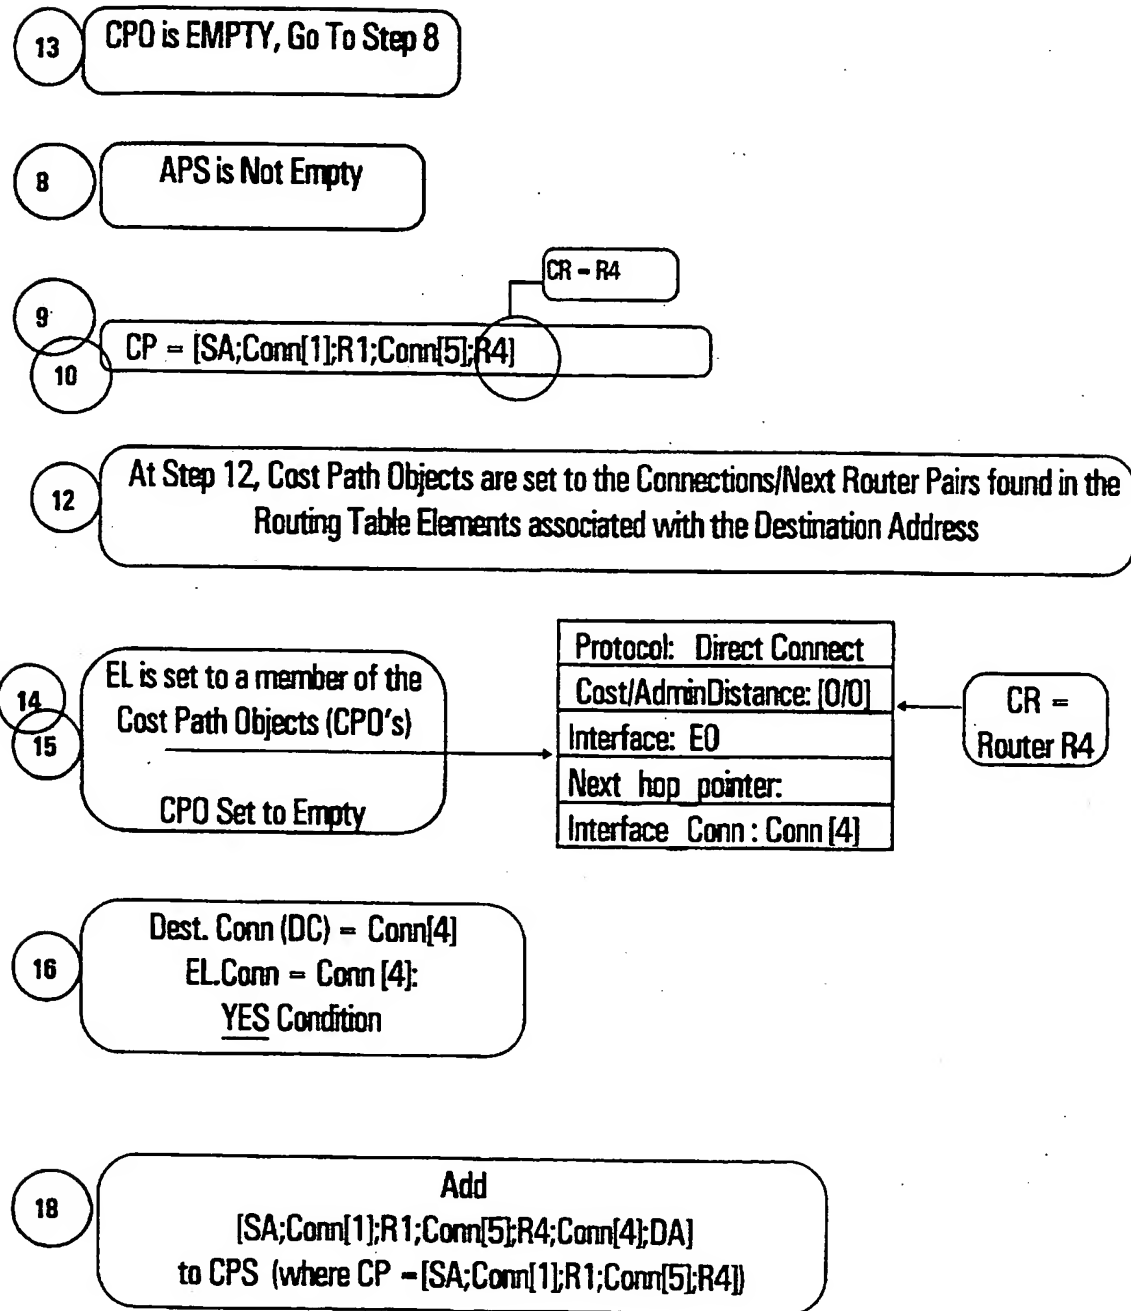 13
CPO is EMPTY, Go To Step 8
8
APS is Not Empty
CR = R4
9
10
CP = [SA;Conn[1];R1;Conn[5];R4]
12
At Step 12, Cost Path Objects are set to the Connections/Next Router Pairs found in the
Routing Table Elements associated with the Destination Address
14
15
EL is set to a member of the
Cost Path Objects (CPO's)
CPO Set to Empty
Protocol: Direct Connect
Cost/AdminDistance: [0/0]
Interface: E0
Next hop pointer:
Interface Conn : Conn [4]
CR =
Router R4
16
Dest. Conn (DC) = Conn[4]
EL.Conn = Conn [4]:
YES Condition
18
Add
[SA;Conn[1];R1;Conn[5];R4;Conn[4];DA]
to CPS (where CP = [SA;Conn[1];R1;Conn[5];R4])